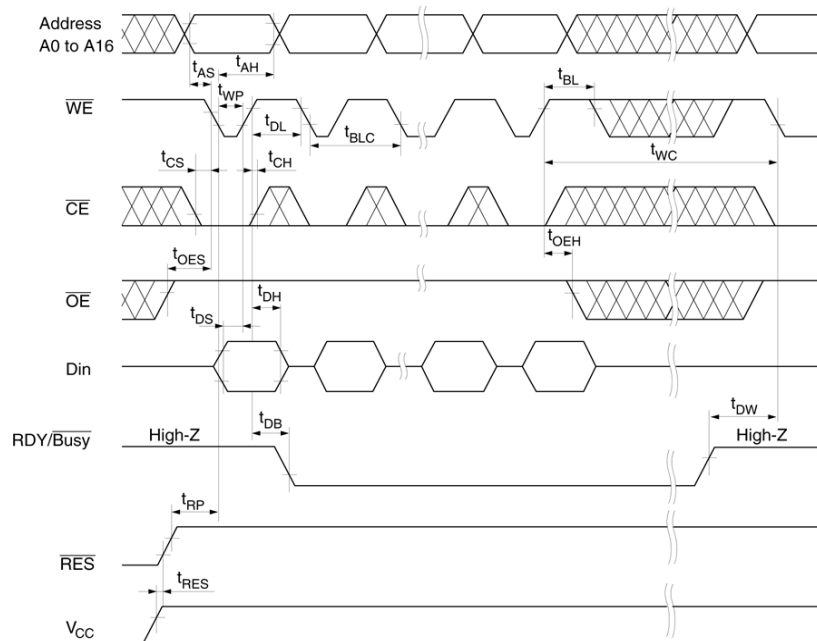 Address
A0 to A16
tAS
tAH
tWP
tBL
WE
tDL
tBLC
tWC
tCS
tCH
CE
tOES
tOEH
OE
tDH
tDS
Din
tDB
tDW
RDY/Busy
High-Z
High-Z
tRP
RES
tRES
VCC